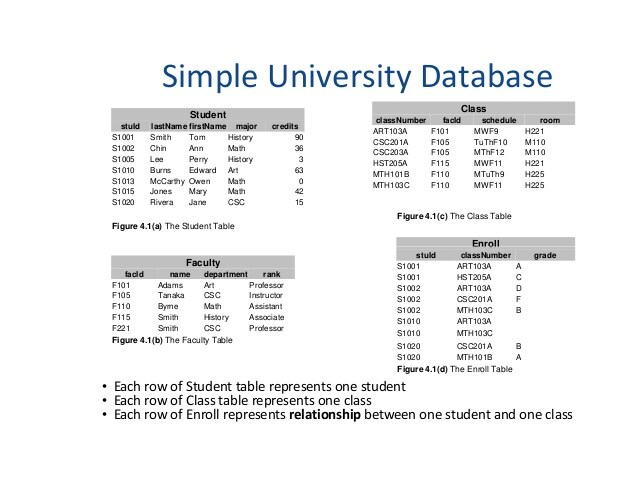 Simple University Database
Student
stuId lastName firstName major credits
S1001 Smith Tom History 90
S1002 Chin Ann Math 36
S1005 Lee Perry History 3
S1010 Burns Edward Art 63
S1013 McCarthy Owen Math 0
S1015 Jones Mary Math 42
S1020 Rivera Jane CSC 15
Figure 4.1(a) The Student Table
Class
classNumber facId schedule room
ART103A F101 MWF9 H221
CSC201A F105 TuThF10 M110
CSC203A F105 MThF12 M110
HST205A F115 MWF11 H221
MTH101B F110 MTuTh9 H225
MTH103C F110 MWF11 H225
Figure 4.1(c) The Class Table
Faculty
facId name department rank
F101 Adams Art Professor
F105 Tanaka CSC Instructor
F110 Byrne Math Assistant
F115 Smith History Associate
F221 Smith CSC Professor
Figure 4.1(b) The Faculty Table
Enroll
stuId classNumber grade
S1001 ART103A A
S1001 HST205A C
S1002 ART103A D
S1002 CSC201A F
S1002 MTH103C B
S1010 ART103A
S1010 MTH103C
S1020 CSC201A B
S1020 MTH101B A
Figure 4.1(d) The Enroll Table
• Each row of Student table represents one student
• Each row of Class table represents one class
• Each row of Enroll represents relationship between one student and one class